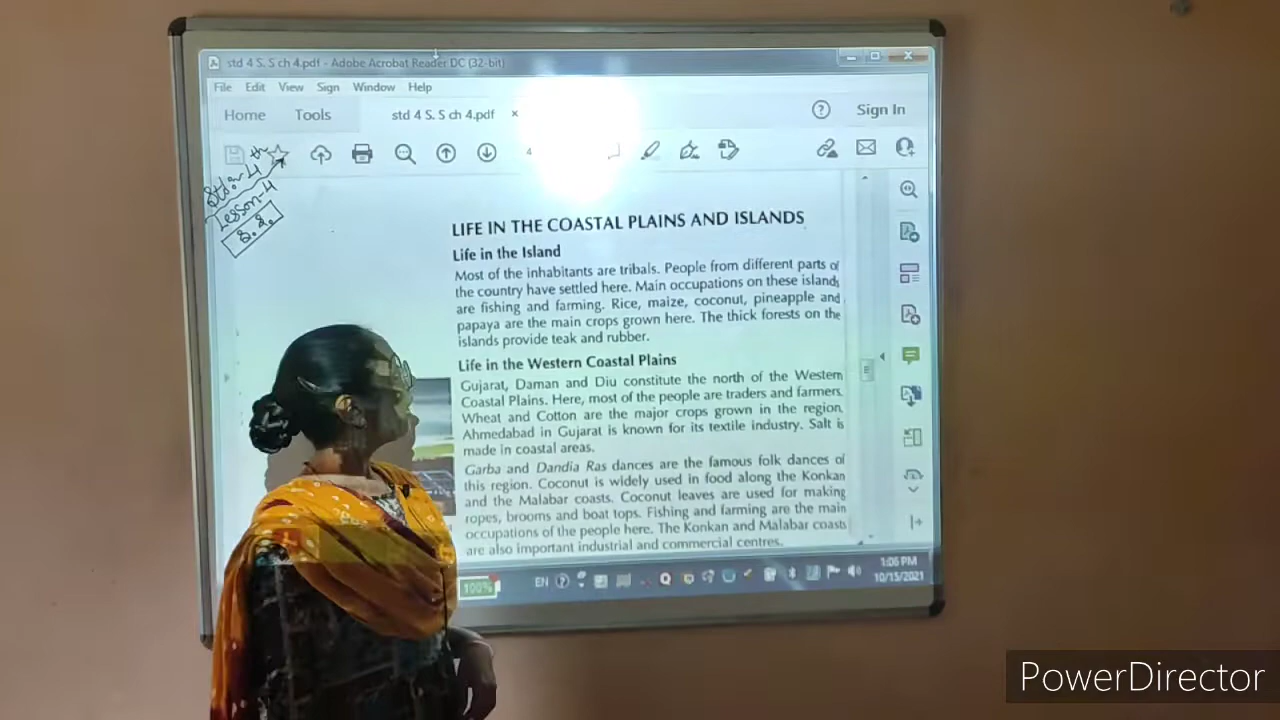 std 4 S. S ch 4.pdf - Adobe Acrobat Reader DC (32-bit)
File Edit View Sign Window Help
Home Tools std 4 S. S ch 4.pdf × Sign In
4
Std:- 4th
Lesson-4
S. S.
LIFE IN THE COASTAL PLAINS AND ISLANDS
Life in the Island
Most of the inhabitants are tribals. People from different parts of
the country have settled here. Main occupations on these islands
are fishing and farming. Rice, maize, coconut, pineapple and
papaya are the main crops grown here. The thick forests on the
islands provide teak and rubber.
Life in the Western Coastal Plains
Gujarat, Daman and Diu constitute the north of the Western
Coastal Plains. Here, most of the people are traders and farmers.
Wheat and Cotton are the major crops grown in the region.
Ahmedabad in Gujarat is known for its textile industry. Salt is
made in coastal areas.
Garba and Dandia Ras dances are the famous folk dances of
this region. Coconut is widely used in food along the Konkan
and the Malabar coasts. Coconut leaves are used for making
ropes, brooms and boat tops. Fishing and farming are the main
occupations of the people here. The Konkan and Malabar coasts
are also important industrial and commercial centres.
100% EN 1:06 PM
10/15/2021
PowerDirector